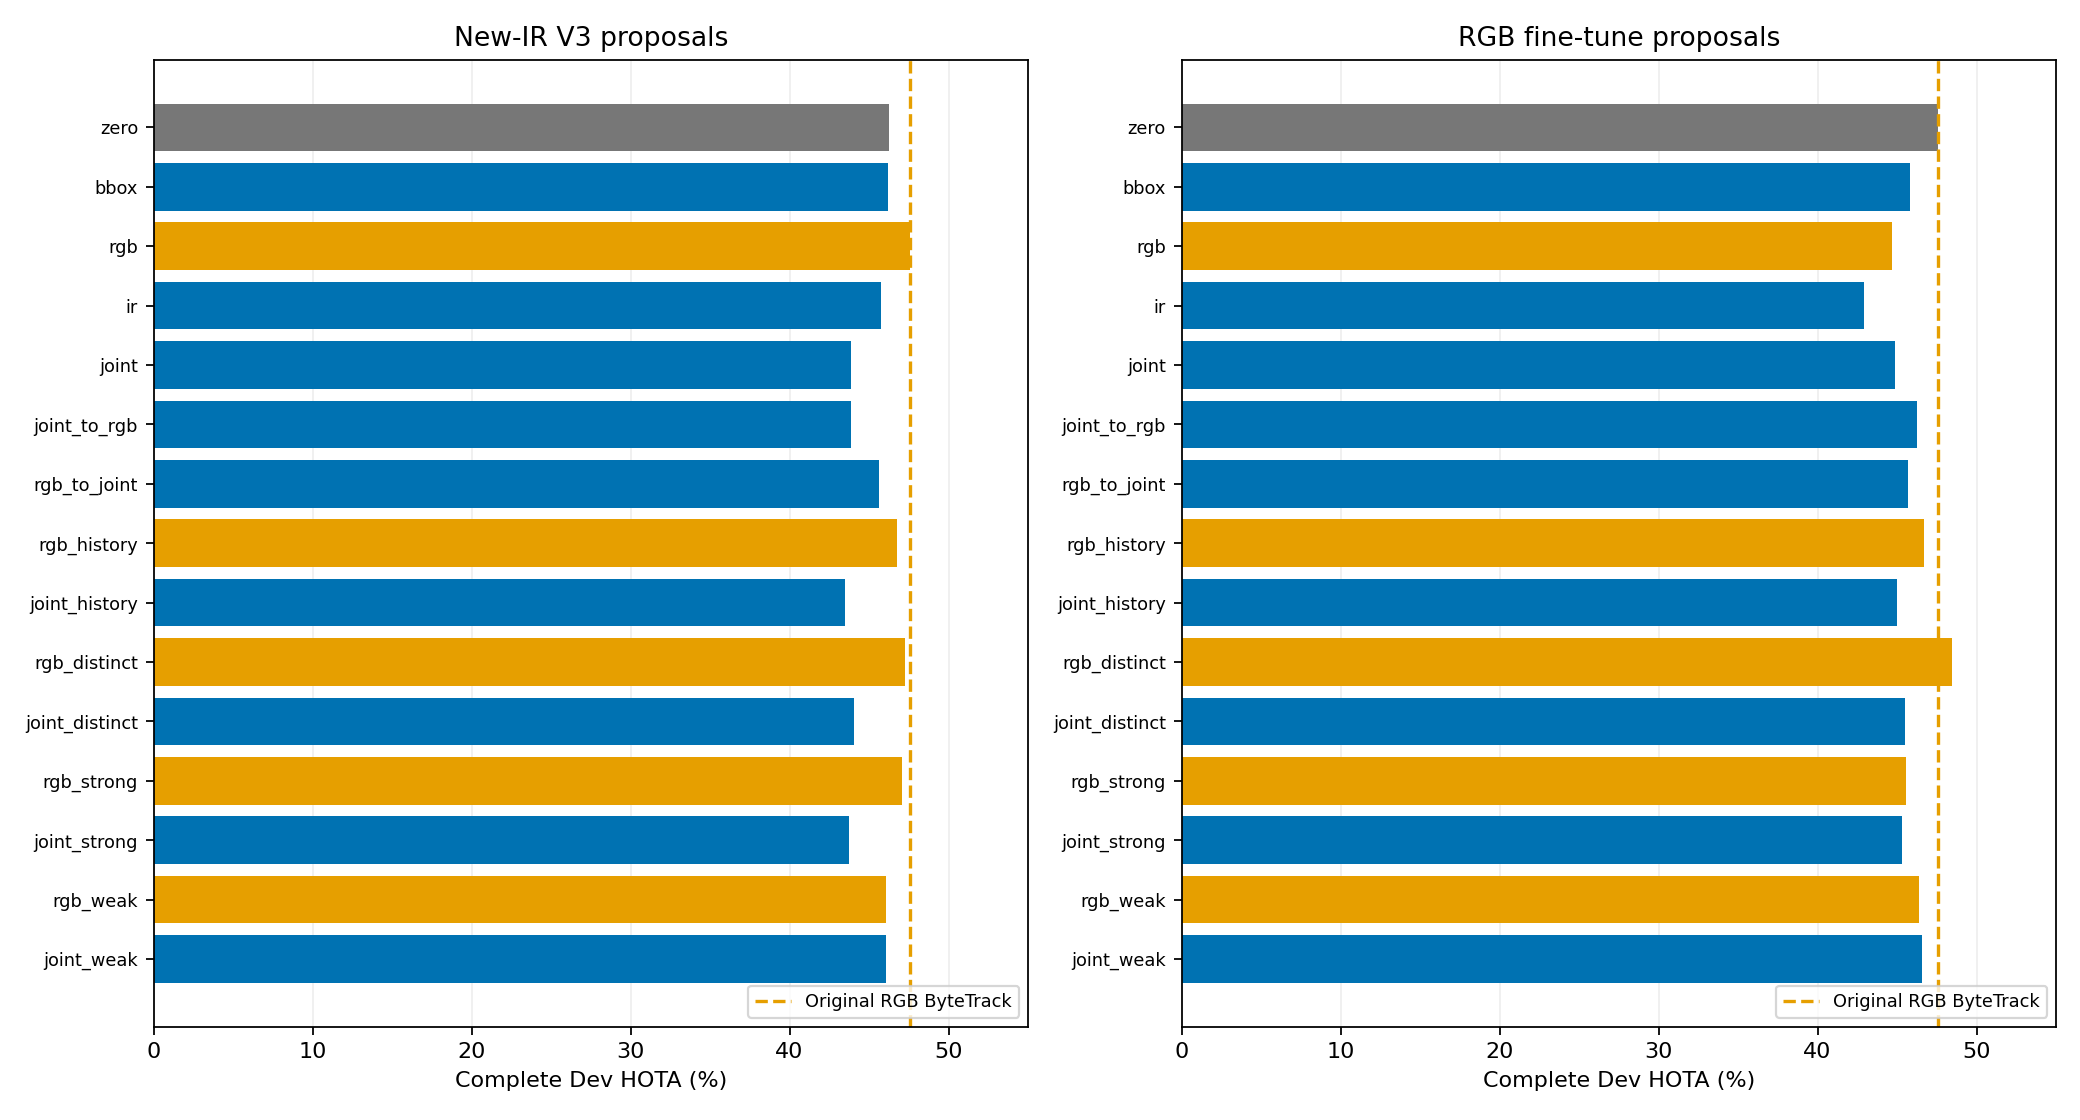 New-IR V3 proposals
zero
bbox
rgb
ir
joint
joint_to_rgb
rgb_to_joint
rgb_history
joint_history
rgb_distinct
joint_distinct
rgb_strong
joint_strong
rgb_weak
joint_weak
Original RGB ByteTrack
0 10 20 30 40 50
Complete Dev HOTA (%)
RGB fine-tune proposals
zero
bbox
rgb
ir
joint
joint_to_rgb
rgb_to_joint
rgb_history
joint_history
rgb_distinct
joint_distinct
rgb_strong
joint_strong
rgb_weak
joint_weak
Original RGB ByteTrack
0 10 20 30 40 50
Complete Dev HOTA (%)